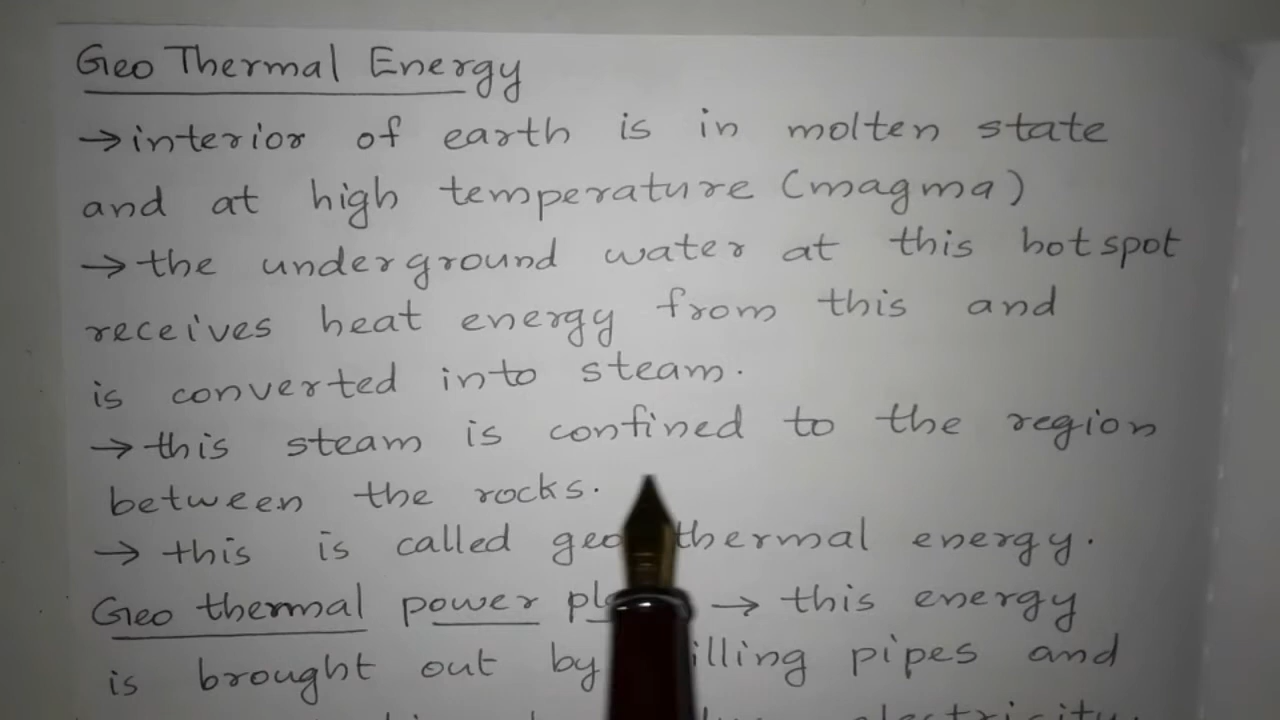 Geo Thermal Energy
→ interior of earth is in molten state
and at high temperature (magma)
→ the underground water at this hotspot
receives heat energy from this and
is converted into steam.
→ this steam is confined to the region
between the rocks.
→ this is called geo thermal energy.
Geo thermal power → this energy
is brought out by pipes and
electricity.